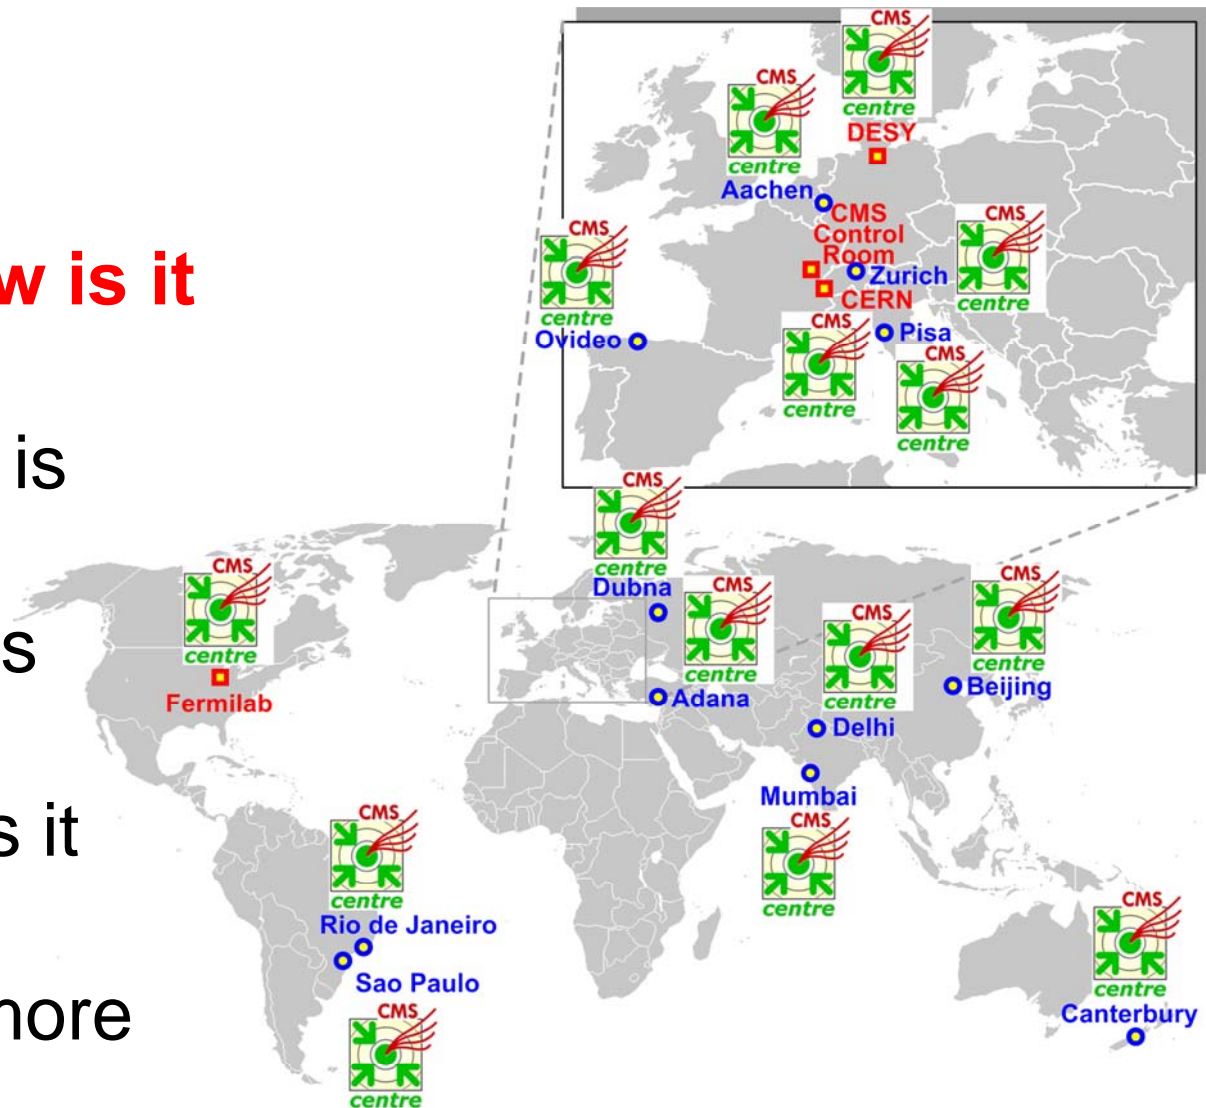 w is it
is
s
s it
more
CMS
centre
DESY
CMS
centre
Aachen
CMS
Control
Room
CERN
Zurich
CMS
centre
CMS
centre
Ovideo
CMS
centre
Pisa
CMS
centre
CMS
centre
Dubna
CMS
centre
Adana
CMS
centre
Delhi
CMS
centre
Beijing
CMS
centre
Fermilab
Mumbai
CMS
centre
CMS
centre
Rio de Janeiro
Sao Paulo
CMS
centre
CMS
centre
Canterbury